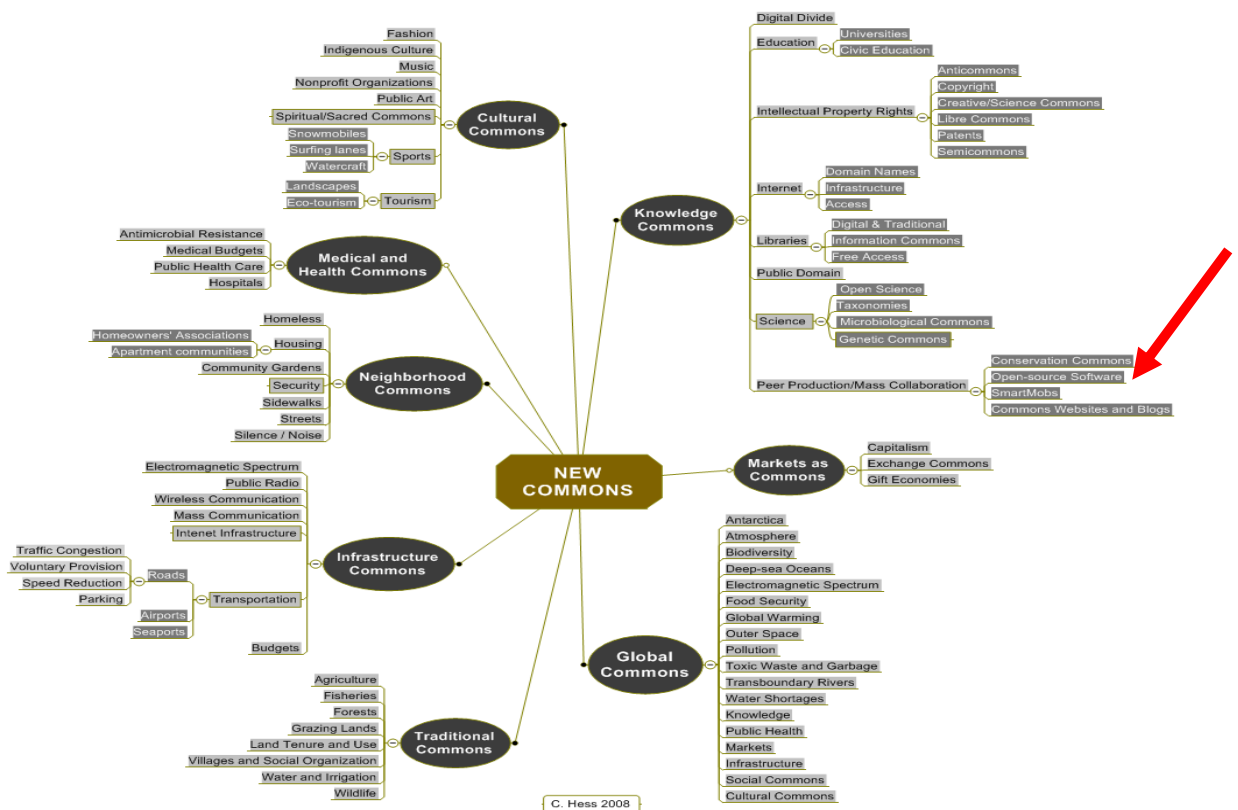 Fashion
Indigenous Culture
Music
Nonprofit Organizations
Public Art
Spiritual/Sacred Commons
Snowmobiles
Surfing lanes
Watercraft
Sports
Landscapes
Eco-tourism
Tourism
Cultural
Commons
Antimicrobial Resistance
Medical Budgets
Public Health Care
Hospitals
Medical and
Health Commons
Homeless
Homeowners' Associations
Apartment communities
Housing
Community Gardens
Security
Sidewalks
Streets
Silence / Noise
Neighborhood
Commons
Electromagnetic Spectrum
Public Radio
Wireless Communication
Mass Communication
Intenet Infrastructure
Traffic Congestion
Voluntary Provision
Speed Reduction
Parking
Roads
Airports
Seaports
Transportation
Budgets
Infrastructure
Commons
Agriculture
Fisheries
Forests
Grazing Lands
Land Tenure and Use
Villages and Social Organization
Water and Irrigation
Wildlife
Traditional
Commons
NEW
COMMONS
Knowledge
Commons
Digital Divide
Education
Universities
Civic Education
Intellectual Property Rights
Anticommons
Copyright
Creative/Science Commons
Libre Commons
Patents
Semicommons
Internet
Domain Names
Infrastructure
Access
Libraries
Digital & Traditional
Information Commons
Free Access
Public Domain
Science
Open Science
Taxonomies
Microbiological Commons
Genetic Commons
Peer Production/Mass Collaboration
Conservation Commons
Open-source Software
SmartMobs
Commons Websites and Blogs
Markets as
Commons
Capitalism
Exchange Commons
Gift Economies
Global
Commons
Antarctica
Atmosphere
Biodiversity
Deep-sea Oceans
Electromagnetic Spectrum
Food Security
Global Warming
Outer Space
Pollution
Toxic Waste and Garbage
Transboundary Rivers
Water Shortages
Knowledge
Public Health
Markets
Infrastructure
Social Commons
Cultural Commons
C. Hess 2008